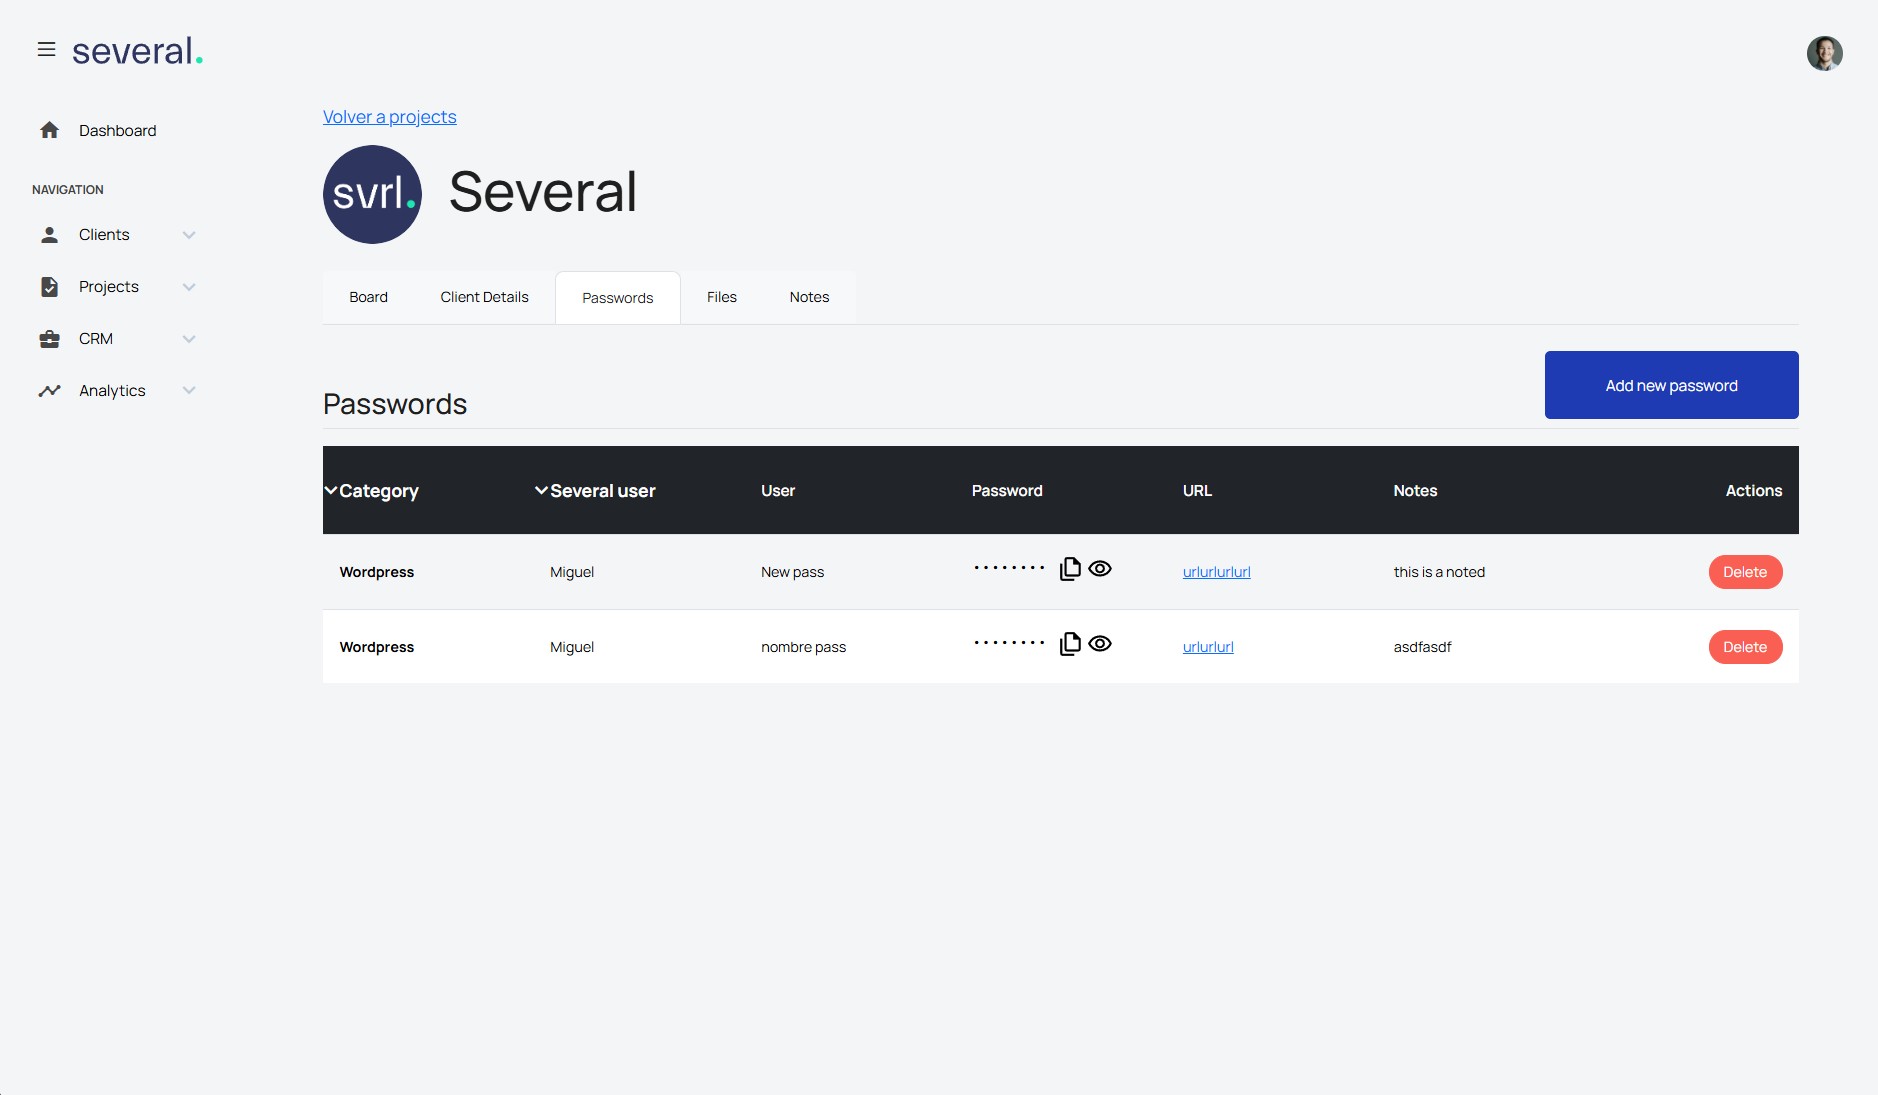 several.
Dashboard
NAVIGATION
Clients
Projects
CRM
Analytics
Volver a projects
svrl.
Several
Board Client Details Passwords Files Notes
Passwords
Add new password
Category Several user User Password URL Notes Actions
Wordpress Miguel New pass ........ urlurlurlurl this is a noted Delete
Wordpress Miguel nombre pass ........ urlurlurl asdfasdf Delete